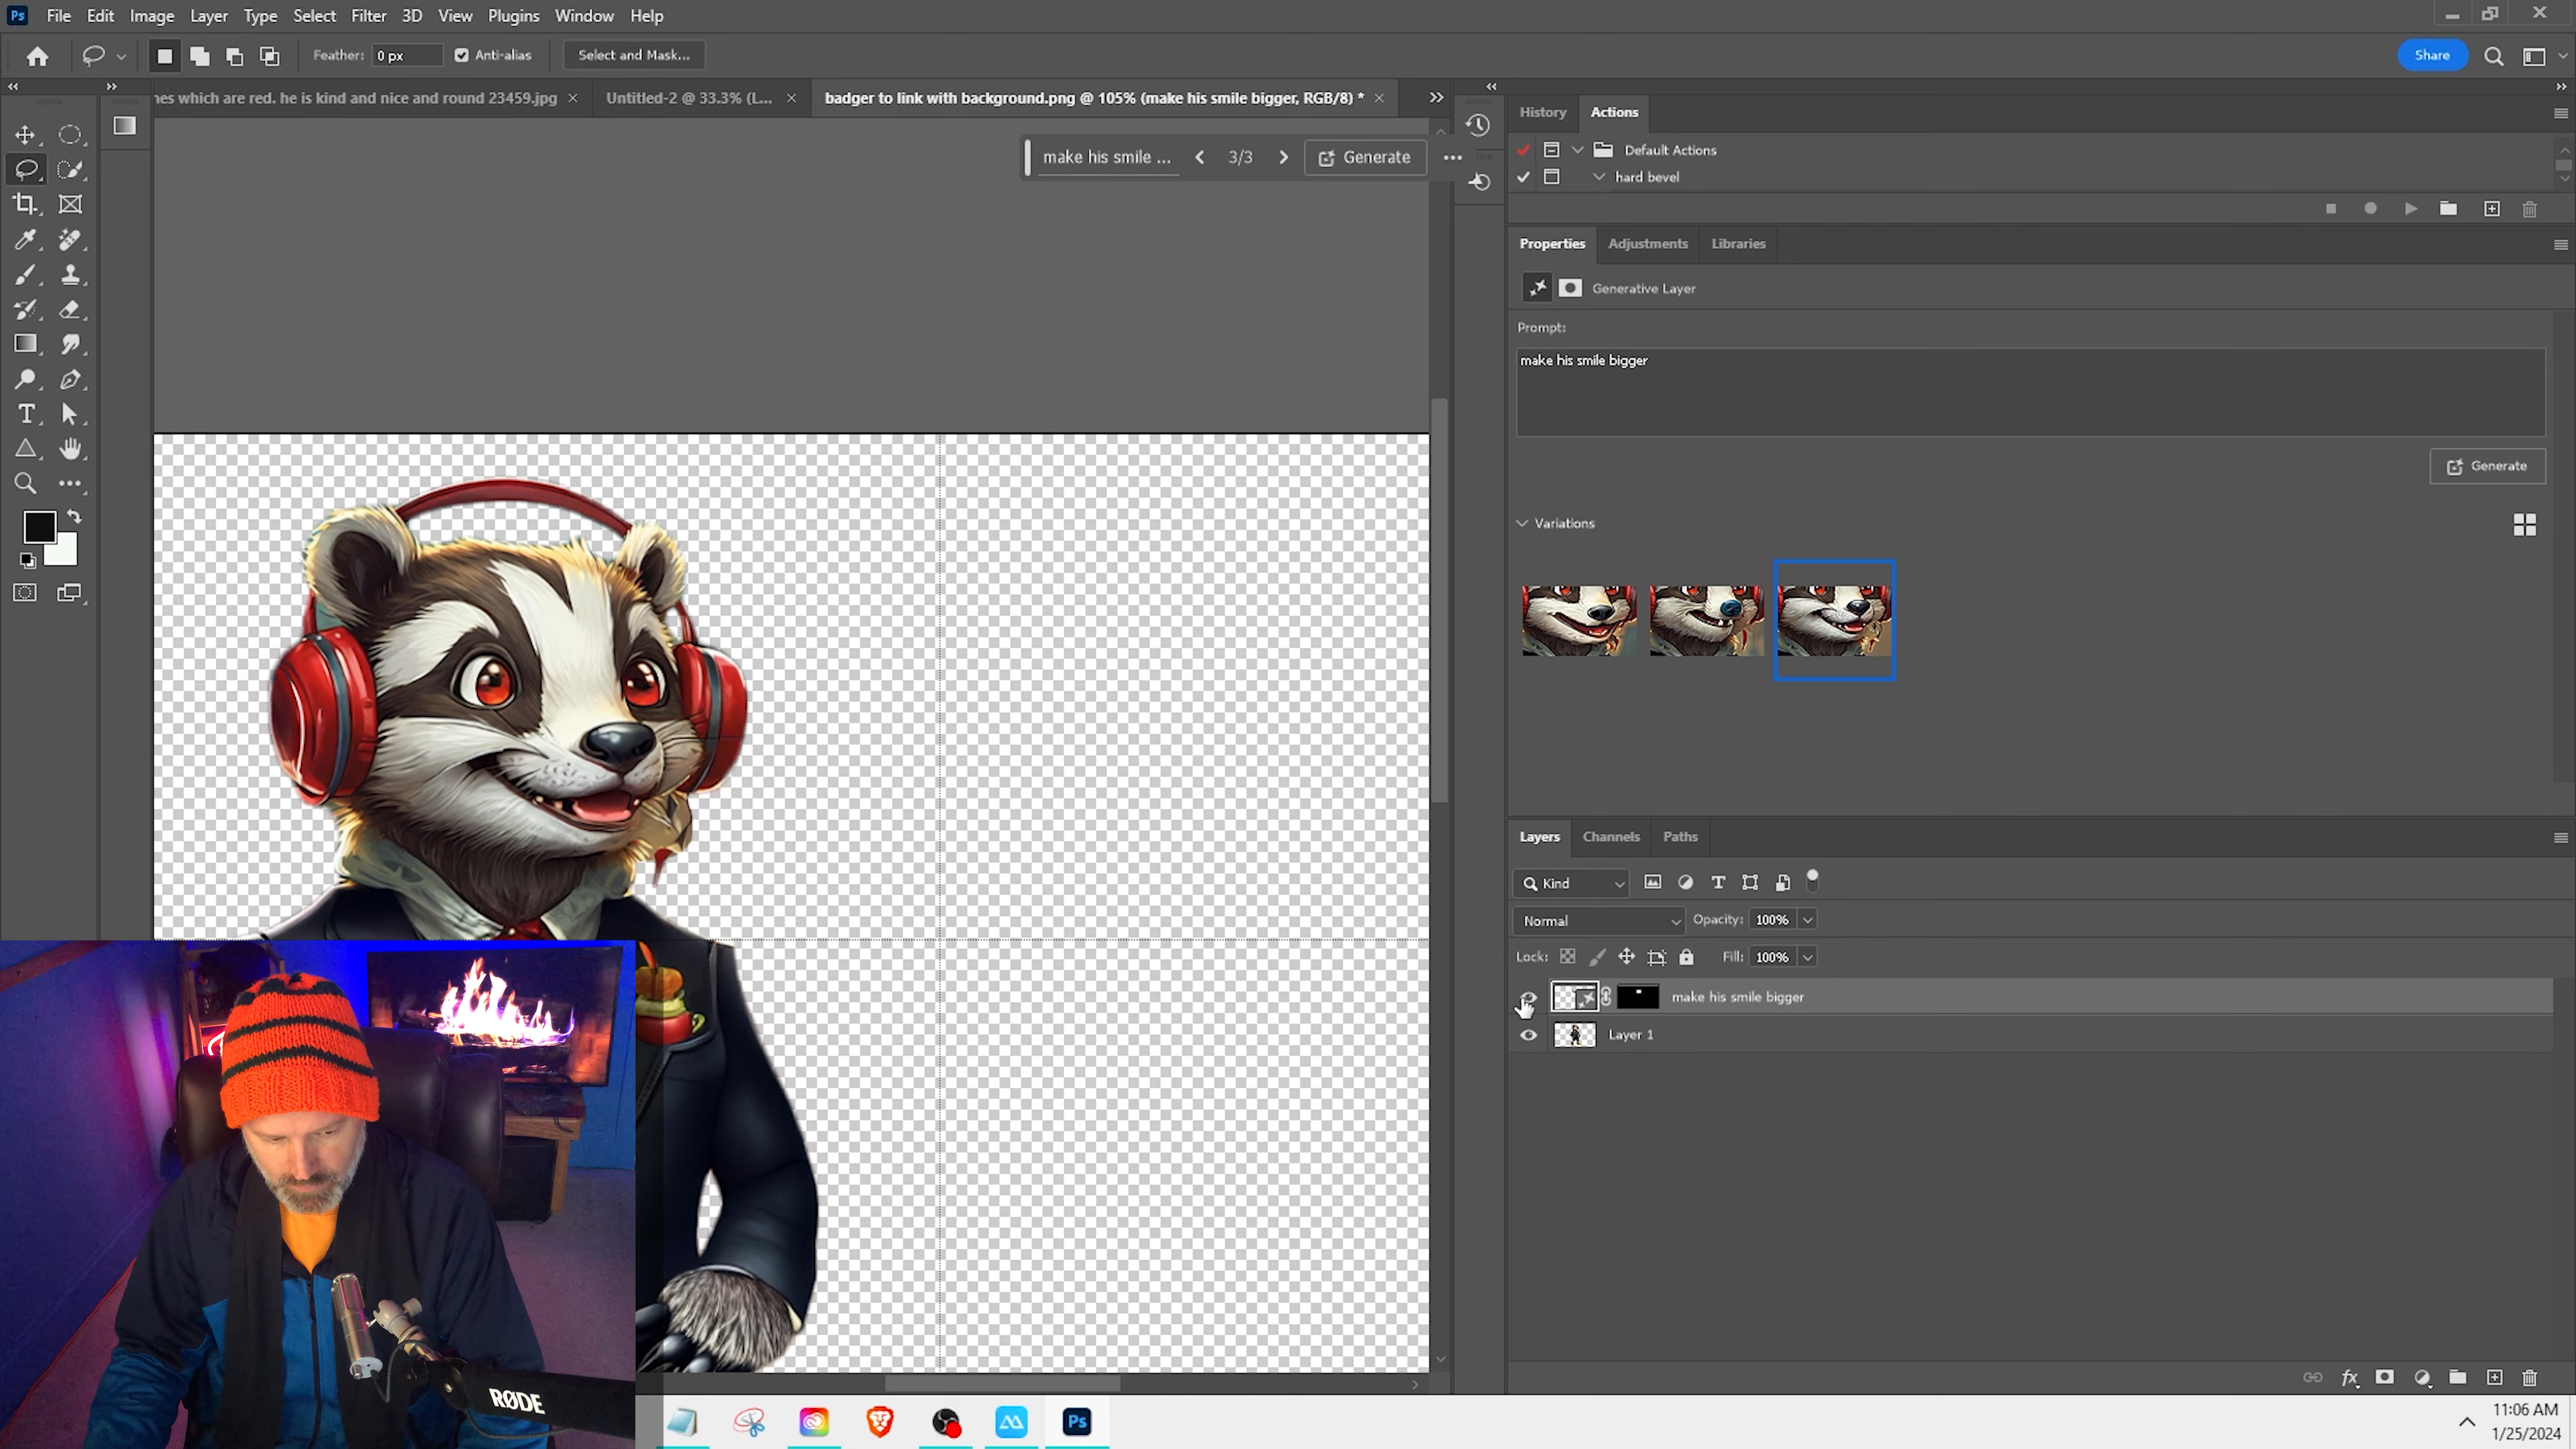 Ps File Edit Image Layer Type Select Filter 3D View Plugins Window Help
Feather: 0 px Anti-alias Select and Mask... Share
nes which are red. he is kind and nice and round 23459.jpg × Untitled-2 @ 33.3% (L... × badger to link with background.png @ 105% (make his smile bigger, RGB/8) * ×
make his smile ... 3/3 Generate
History Actions
Default Actions
hard bevel
Properties Adjustments Libraries
Generative Layer
Prompt:
make his smile bigger
Generate
Variations
Layers Channels Paths
Kind
Normal Opacity: 100%
Lock: Fill: 100%
make his smile bigger
Layer 1
fx
RØDE
Ps
11:06 AM
1/25/2024